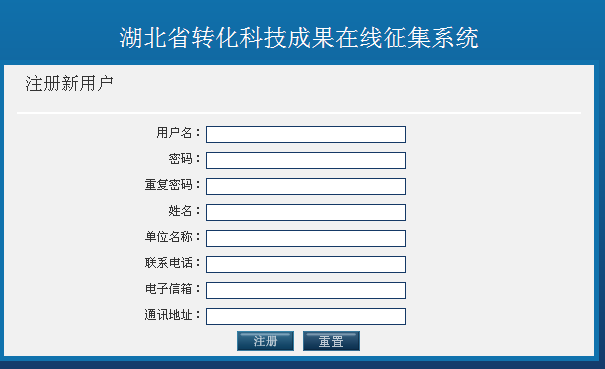 湖北省转化科技成果在线征集系统
注册新用户
用户名：
密码：
重复密码：
姓名：
单位名称：
联系电话：
电子信箱：
通讯地址：
注册 重置